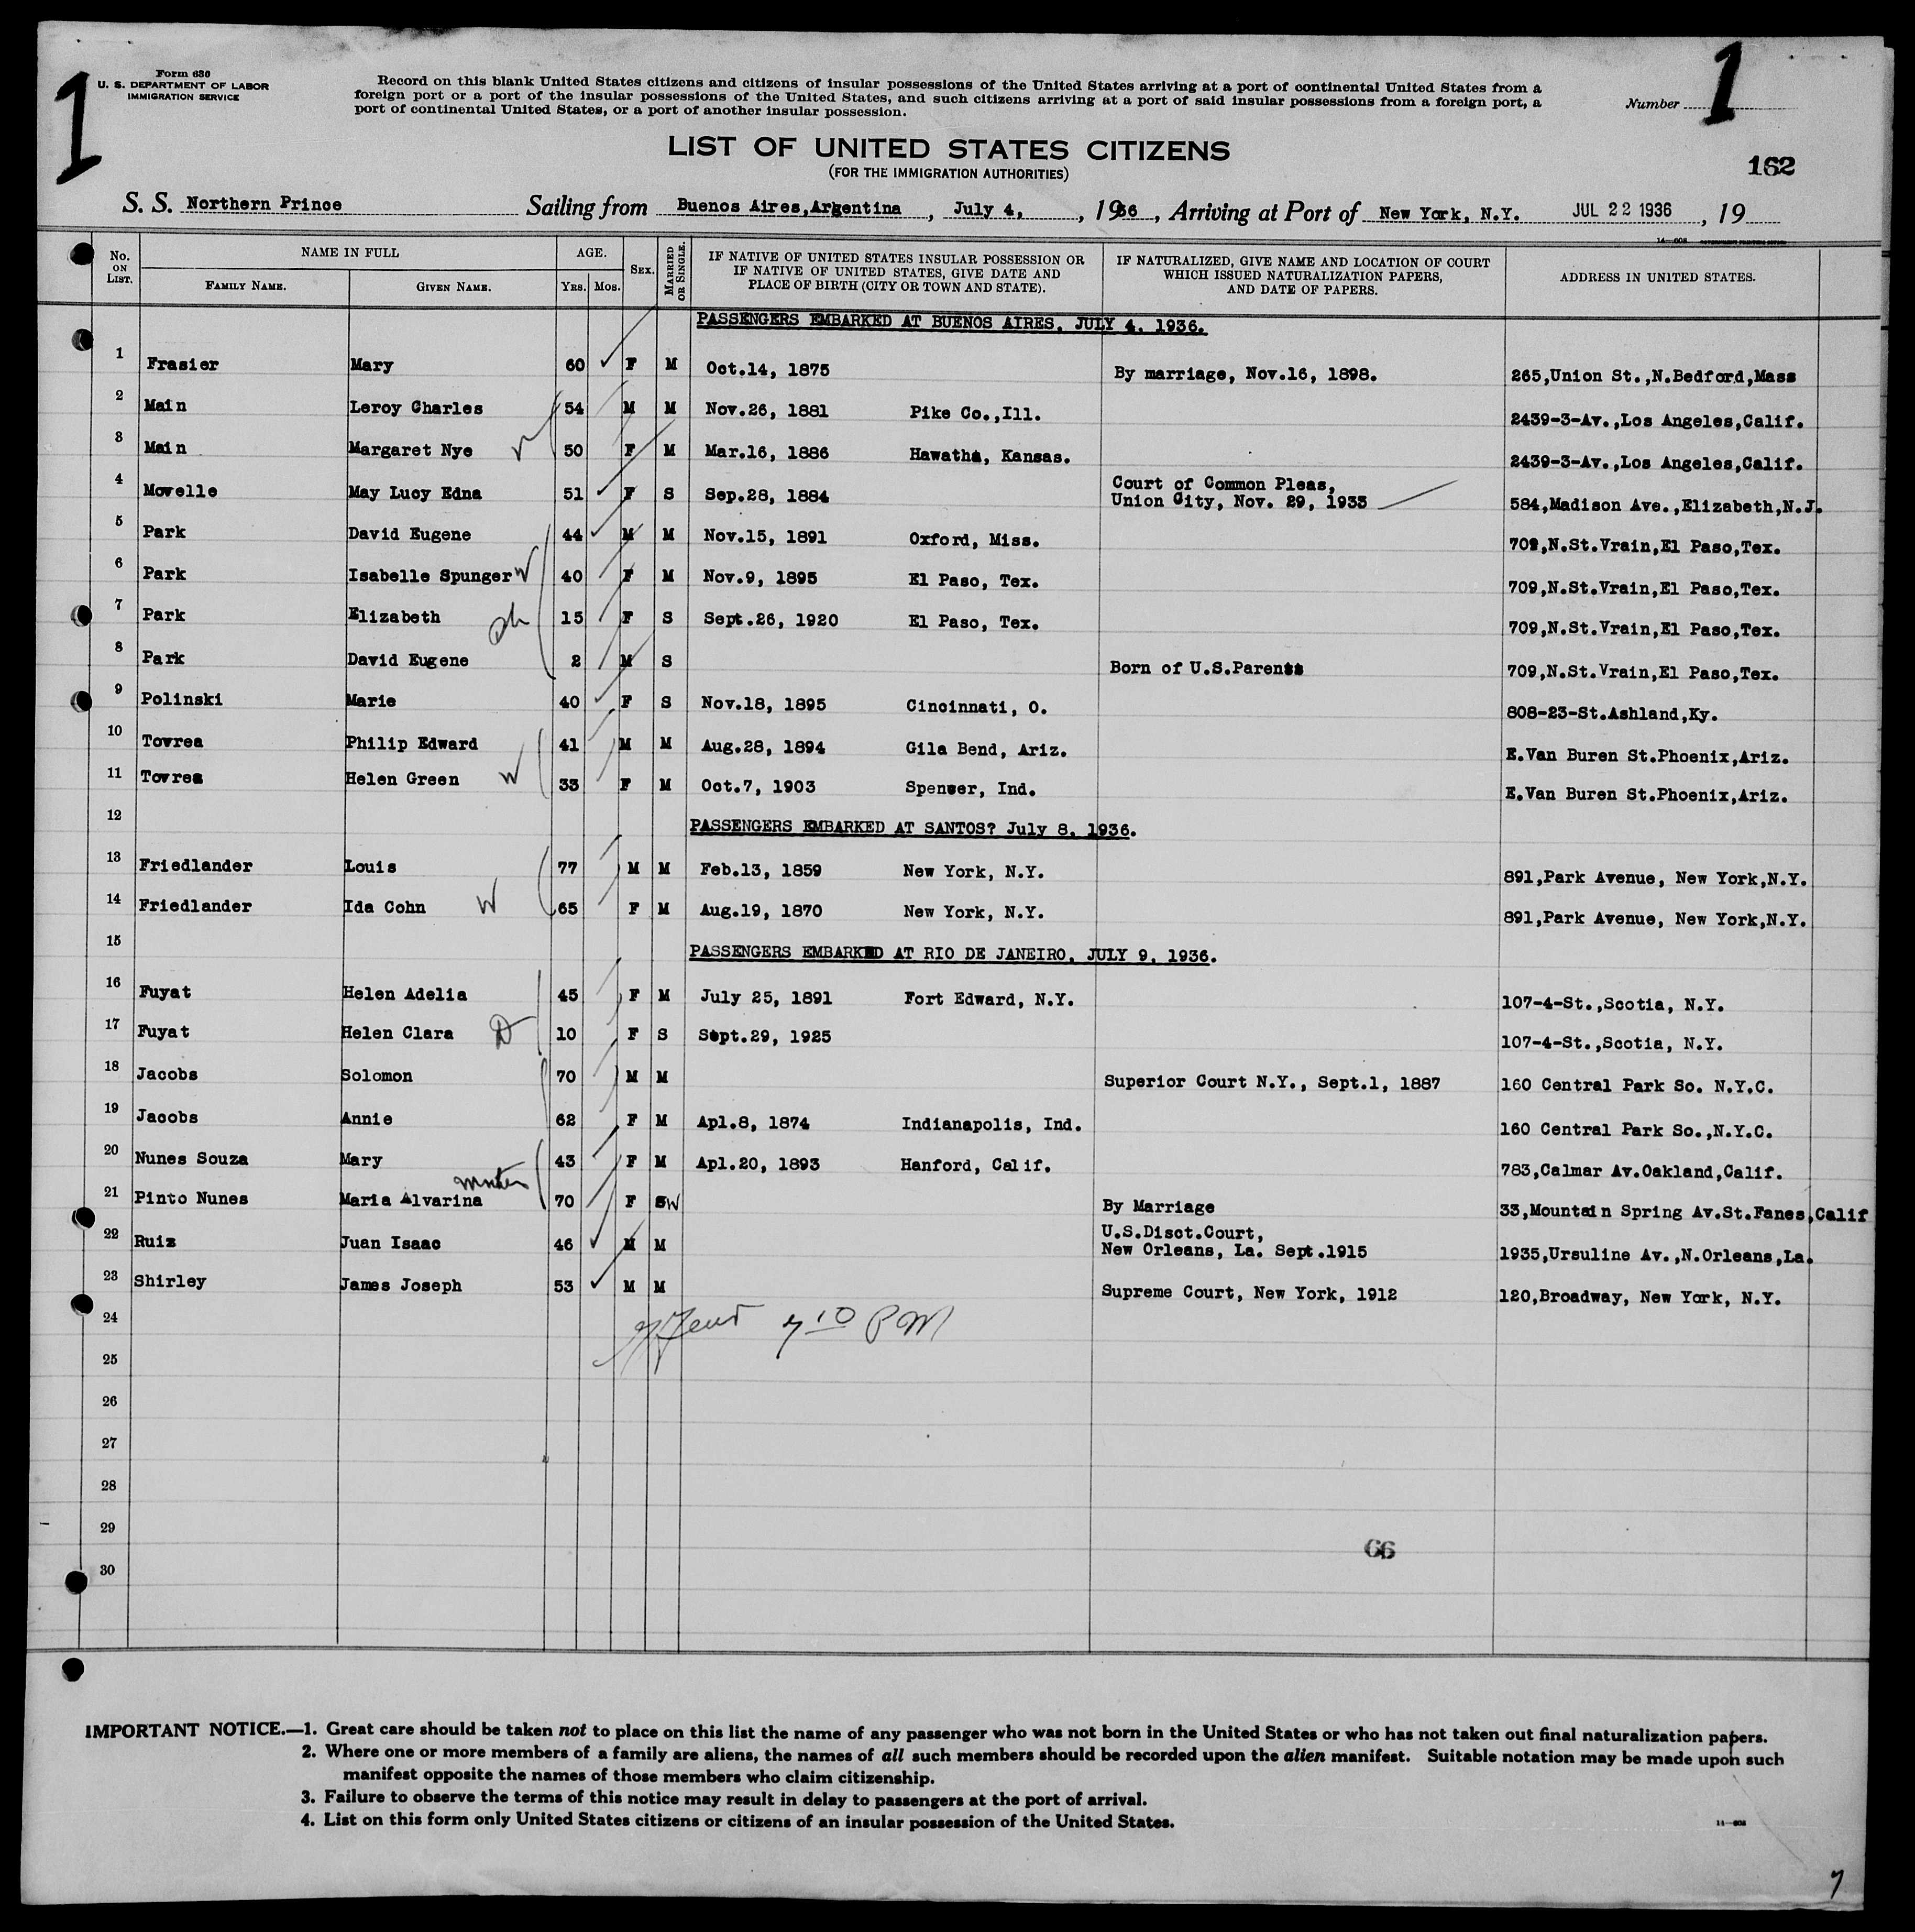 1
Form 630
U. S. DEPARTMENT OF LABOR
IMMIGRATION SERVICE
Record on this blank United States citizens and citizens of insular possessions of the United States arriving at a port of continental United States from a
foreign port or a port of the insular possessions of the United States, and such citizens arriving at a port of said insular possessions from a foreign port, a
port of continental United States, or a port of another insular possession.
Number 1
LIST OF UNITED STATES CITIZENS
(FOR THE IMMIGRATION AUTHORITIES)
162
S. S. Northern Prince Sailing from Buenos Aires,Argentina , July 4, , 1936 , Arriving at Port of New York, N.Y. JUL 22 1936 , 19
No. ON LIST. NAME IN FULL AGE. SEX. MARRIED OR SINGLE. IF NATIVE OF UNITED STATES INSULAR POSSESSION OR IF NATIVE OF UNITED STATES, GIVE DATE AND PLACE OF BIRTH (CITY OR TOWN AND STATE). IF NATURALIZED, GIVE NAME AND LOCATION OF COURT WHICH ISSUED NATURALIZATION PAPERS, AND DATE OF PAPERS. ADDRESS IN UNITED STATES.
FAMILY NAME. GIVEN NAME. YRS. MOS.
PASSENGERS EMBARKED AT BUENOS AIRES, JULY 4, 1936.
1 Frasier Mary 60 F M Oct.14, 1875 By marriage, Nov.16, 1898. 265,Union St.,N.Bedford,Mass
2 Main Leroy Charles 54 M M Nov.26, 1881 Pike Co.,Ill. 2439-3-Av.,Los Angeles,Calif.
3 Main Margaret Nye W 50 F M Mar.16, 1886 Hawatha, Kansas. 2439-3-Av.,Los Angeles,Calif.
4 Movelle May Lucy Edna 51 F S Sep.28, 1884 Court of Common Pleas, Union City, Nov. 29, 1933 584,Madison Ave.,Elizabeth,N.J.
5 Park David Eugene 44 M M Nov.15, 1891 Oxford, Miss. 709,N.St.Vrain,El Paso,Tex.
6 Park Isabelle Spunger W 40 F M Nov.9, 1895 El Paso, Tex. 709,N.St.Vrain,El Paso,Tex.
7 Park Elizabeth Ch 15 F S Sept.26, 1920 El Paso, Tex. 709,N.St.Vrain,El Paso,Tex.
8 Park David Eugene 2 M S Born of U.S.Parents 709,N.St.Vrain,El Paso,Tex.
9 Polinski Marie 40 F S Nov.18, 1895 Cincinnati, O. 808-23-St.Ashland,Ky.
10 Tovrea Philip Edward 41 M M Aug.28, 1894 Gila Bend, Ariz. E.Van Buren St.Phoenix,Ariz.
11 Tovrea Helen Green W 33 F M Oct.7, 1903 Spencer, Ind. E.Van Buren St.Phoenix,Ariz.
12 PASSENGERS EMBARKED AT SANTOS? July 8, 1936.
13 Friedlander Louis 77 M M Feb.13, 1859 New York, N.Y. 891,Park Avenue, New York,N.Y.
14 Friedlander Ida Cohn W 65 F M Aug.19, 1870 New York, N.Y. 891,Park Avenue, New York,N.Y.
15 PASSENGERS EMBARKED AT RIO DE JANEIRO, JULY 9, 1936.
16 Fuyat Helen Adelia 45 F M July 25, 1891 Fort Edward, N.Y. 107-4-St.,Scotia, N.Y.
17 Fuyat Helen Clara D 10 F S Sept.29, 1925 107-4-St.,Scotia, N.Y.
18 Jacobs Solomon 70 M M Superior Court N.Y., Sept.1, 1887 160 Central Park So. N.Y.C.
19 Jacobs Annie 62 F M Apl.8, 1874 Indianapolis, Ind. 160 Central Park So.,N.Y.C.
20 Nunes Souza Mary 43 F M Apl.20, 1893 Hanford, Calif. 783,Calmar Av.Oakland,Calif.
21 Pinto Nunes Maria Alvarina 70 F SW By Marriage 33,Mountain Spring Av.St.Fanes,Calif
22 Ruiz Juan Isaac 46 M M U.S.Disct.Court, New Orleans, La. Sept.1915 1935,Ursuline Av.,N.Orleans,La.
23 Shirley James Joseph 53 M M Supreme Court, New York, 1912 120,Broadway, New York, N.Y.
24 7 10 PM
25
26
27
28
29
66
30
IMPORTANT NOTICE.—1. Great care should be taken not to place on this list the name of any passenger who was not born in the United States or who has not taken out final naturalization papers.
2. Where one or more members of a family are aliens, the names of all such members should be recorded upon the alien manifest. Suitable notation may be made upon such
manifest opposite the names of those members who claim citizenship.
3. Failure to observe the terms of this notice may result in delay to passengers at the port of arrival.
4. List on this form only United States citizens or citizens of an insular possession of the United States.
7